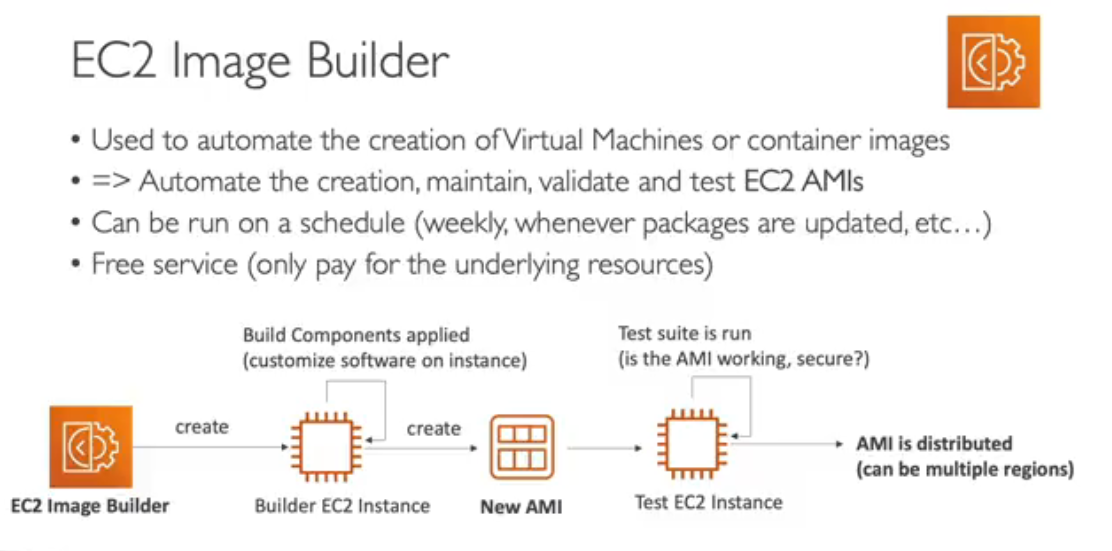 EC2 Image Builder
• Used to automate the creation of Virtual Machines or container images
• => Automate the creation, maintain, validate and test EC2 AMIs
• Can be run on a schedule (weekly, whenever packages are updated, etc...)
• Free service (only pay for the underlying resources)
Build Components applied
(customize software on instance)
Test suite is run
(is the AMI working, secure?)
create
create
AMI is distributed
(can be multiple regions)
EC2 Image Builder
Builder EC2 Instance
New AMI
Test EC2 Instance